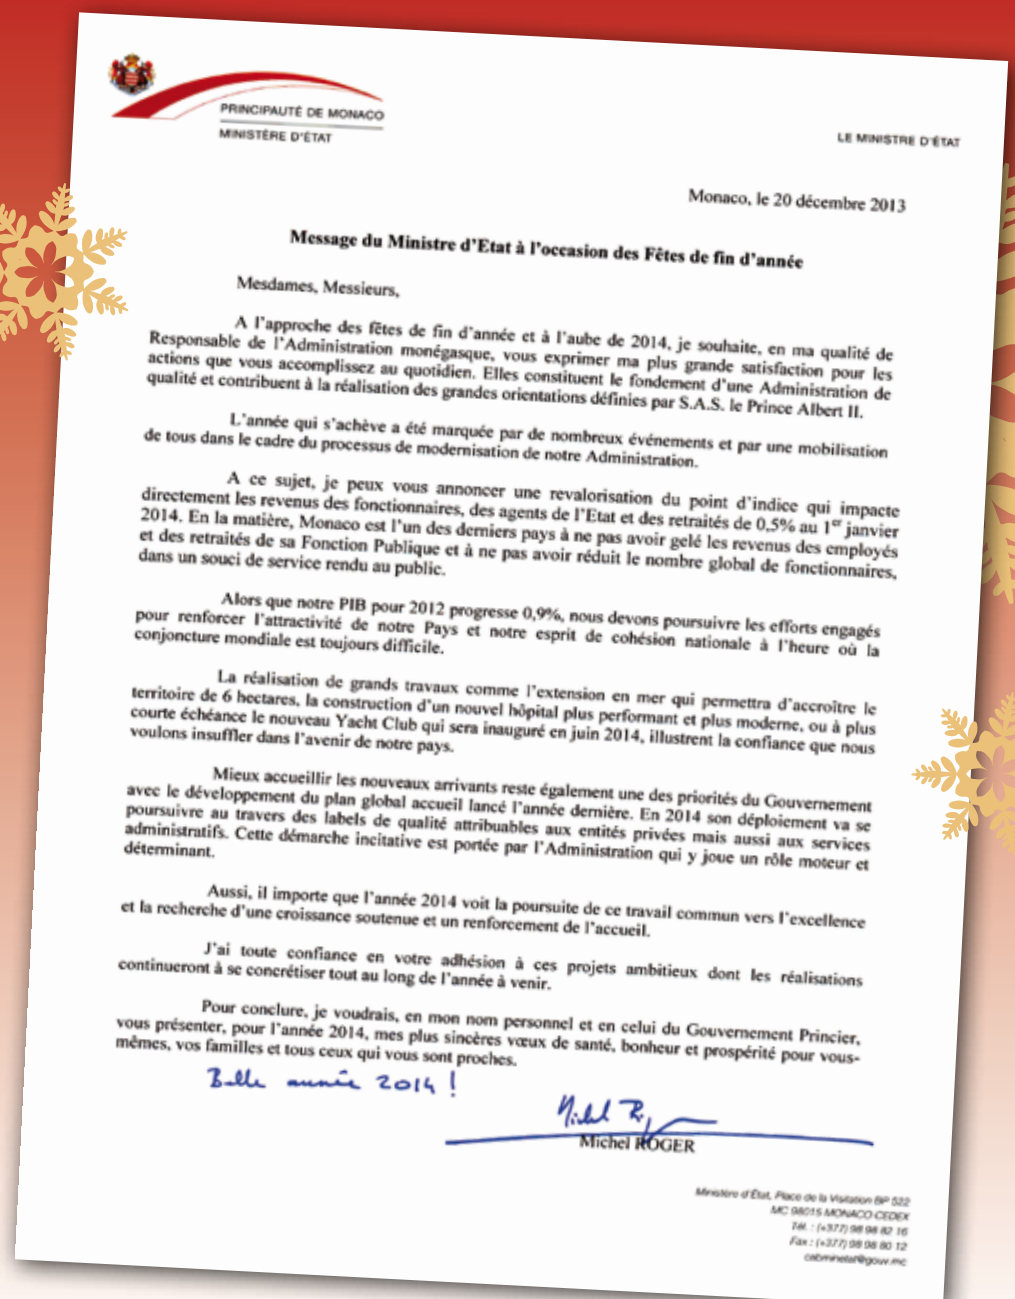 PRINCIPAUTÉ DE MONACO
MINISTÈRE D'ÉTAT
LE MINISTRE D'ÉTAT
Monaco, le 20 décembre 2013
Message du Ministre d'Etat à l'occasion des Fêtes de fin d'année
Mesdames, Messieurs,
A l'approche des fêtes de fin d'année et à l'aube de 2014, je souhaite, en ma qualité de
Responsable de l'Administration monégasque, vous exprimer ma plus grande satisfaction pour les
actions que vous accomplissez au quotidien. Elles constituent le fondement d'une Administration de
qualité et contribuent à la réalisation des grandes orientations définies par S.A.S. le Prince Albert II.
L'année qui s'achève a été marquée par de nombreux événements et par une mobilisation
de tous dans le cadre du processus de modernisation de notre Administration.
A ce sujet, je peux vous annoncer une revalorisation du point d'indice qui impacte
directement les revenus des fonctionnaires, des agents de l'Etat et des retraités de 0,5% au 1er janvier
2014. En la matière, Monaco est l'un des derniers pays à ne pas avoir gelé les revenus des employés
et des retraités de sa Fonction Publique et à ne pas avoir réduit le nombre global de fonctionnaires,
dans un souci de service rendu au public.
Alors que notre PIB pour 2012 progresse 0,9%, nous devons poursuivre les efforts engagés
pour renforcer l'attractivité de notre Pays et notre esprit de cohésion nationale à l'heure où la
conjoncture mondiale est toujours difficile.
La réalisation de grands travaux comme l'extension en mer qui permettra d'accroître le
territoire de 6 hectares, la construction d'un nouvel hôpital plus performant et plus moderne, ou à plus
courte échéance le nouveau Yacht Club qui sera inauguré en juin 2014, illustrent la confiance que nous
voulons insuffler dans l'avenir de notre pays.
Mieux accueillir les nouveaux arrivants reste également une des priorités du Gouvernement
avec le développement du plan global accueil lancé l'année dernière. En 2014 son déploiement va se
poursuivre au travers des labels de qualité attribuables aux entités privées mais aussi aux services
administratifs. Cette démarche incitative est portée par l'Administration qui y joue un rôle moteur et
déterminant.
Aussi, il importe que l'année 2014 voit la poursuite de ce travail commun vers l'excellence
et la recherche d'une croissance soutenue et un renforcement de l'accueil.
J'ai toute confiance en votre adhésion à ces projets ambitieux dont les réalisations
continueront à se concrétiser tout au long de l'année à venir.
Pour conclure, je voudrais, en mon nom personnel et en celui du Gouvernement Princier,
vous présenter, pour l'année 2014, mes plus sincères vœux de santé, bonheur et prospérité pour vous-
mêmes, vos familles et tous ceux qui vous sont proches.
Belle année 2014 !
Michel ROGER
Ministère d'État, Place de la Visitation BP 522
MC 98015 MONACO CEDEX
Tél. : (+377) 98 98 82 16
Fax : (+377) 98 98 80 12
cabminetat@gouv.mc